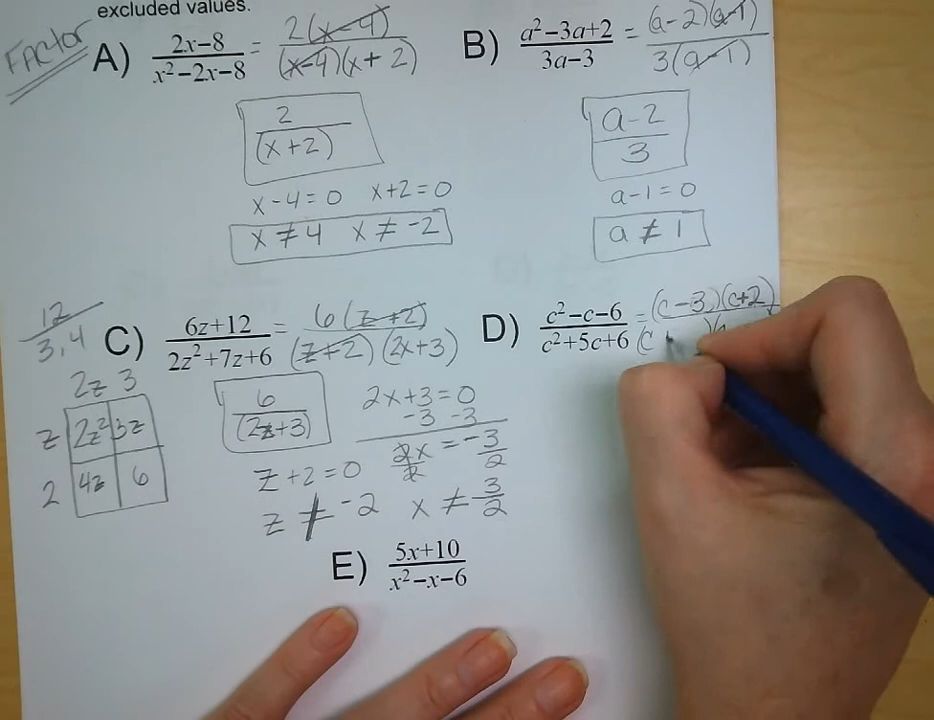 excluded values.
Factor
A) 2x-8 / x²-2x-8 = 2(x-4) / (x-4)(x+2)
2 / (x+2)
x-4=0 x+2=0
x≠4 x≠-2
B) a²-3a+2 / 3a-3 = (a-2)(a-1) / 3(a-1)
a-2 / 3
a-1=0
a≠1
12
3,4
2z 3
z 2z² 3z
2 4z 6
C) 6z+12 / 2z²+7z+6 = 6(z+2) / (z+2)(2x+3)
6 / (2z+3)
z+2=0
z≠-2
2x+3=0
-3 -3
2x / 2 = -3 / 2
x≠-3/2
D) c²-c-6 / c²+5c+6 = (c-3)(c+2) / (c+
E) 5x+10 / x²-x-6